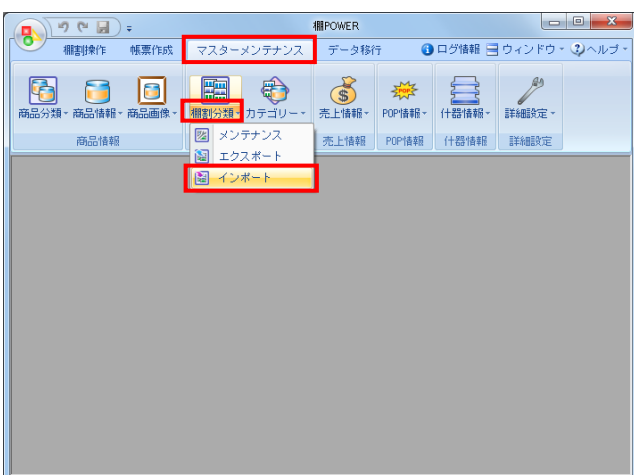 棚POWER
棚割操作 帳票作成 マスターメンテナンス データ移行 ログ情報 ウィンドウ ヘルプ
商品分類 商品情報 商品画像 棚割分類 カテゴリー 売上情報 POP情報 什器情報 詳細設定
商品情報 売上情報 POP情報 什器情報 詳細設定
メンテナンス
エクスポート
インポート